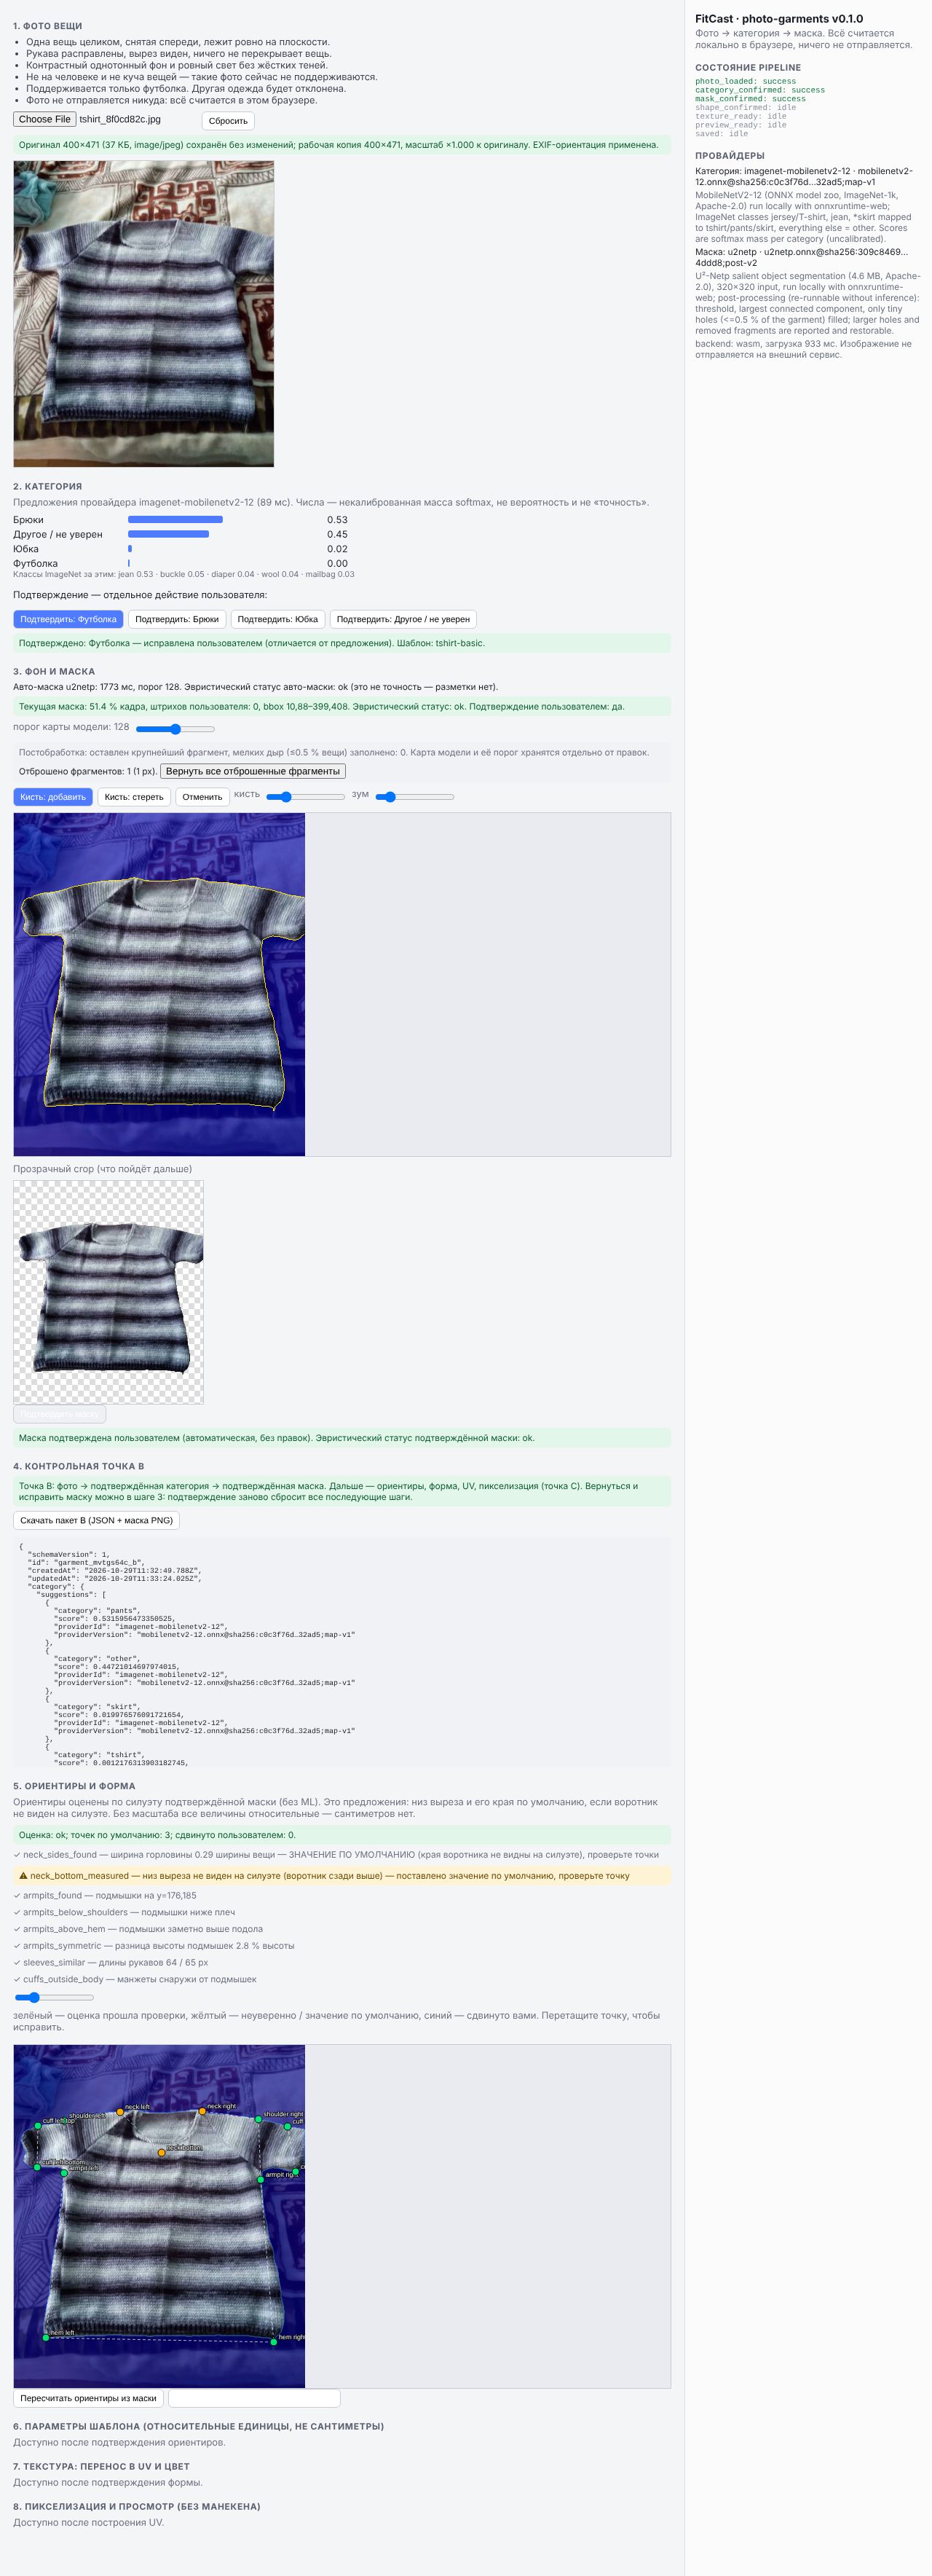 1. ФОТО ВЕЩИ
Одна вещь целиком, снятая спереди, лежит ровно на плоскости.
Рукава расправлены, вырез виден, ничего не перекрывает вещь.
Контрастный однотонный фон и ровный свет без жёстких теней.
Не на человеке и не куча вещей — такие фото сейчас не поддерживаются.
Поддерживается только футболка. Другая одежда будет отклонена.
Фото не отправляется никуда: всё считается в этом браузере.
Choose File tshirt_8f0cd82c.jpg Сбросить
Оригинал 400×471 (37 КБ, image/jpeg) сохранён без изменений; рабочая копия 400×471, масштаб ×1.000 к оригиналу. EXIF-ориентация применена.
2. КАТЕГОРИЯ
Предложения провайдера imagenet-mobilenetv2-12 (89 мс). Числа — некалиброванная масса softmax, не вероятность и не «точность».
Брюки 0.53
Другое / не уверен 0.45
Юбка 0.02
Футболка 0.00
Классы ImageNet за этим: jean 0.53 · buckle 0.05 · diaper 0.04 · wool 0.04 · mailbag 0.03
Подтверждение — отдельное действие пользователя:
Подтвердить: Футболка Подтвердить: Брюки Подтвердить: Юбка Подтвердить: Другое / не уверен
Подтверждено: Футболка — исправлена пользователем (отличается от предложения). Шаблон: tshirt-basic.
3. ФОН И МАСКА
Авто-маска u2netp: 1773 мс, порог 128. Эвристический статус авто-маски: ok (это не точность — разметки нет).
Текущая маска: 51.4 % кадра, штрихов пользователя: 0, bbox 10,88–399,408. Эвристический статус: ok. Подтверждение пользователем: да.
порог карты модели: 128
Постобработка: оставлен крупнейший фрагмент, мелких дыр (≤0.5 % вещи) заполнено: 0. Карта модели и её порог хранятся отдельно от правок.
Отброшено фрагментов: 1 (1 px). Вернуть все отброшенные фрагменты
Кисть: добавить Кисть: стереть Отменить кисть зум
Прозрачный crop (что пойдёт дальше)
Подтвердить маску
Маска подтверждена пользователем (автоматическая, без правок). Эвристический статус подтверждённой маски: ok.
4. КОНТРОЛЬНАЯ ТОЧКА B
Точка B: фото → подтверждённая категория → подтверждённая маска. Дальше — ориентиры, форма, UV, пикселизация (точка C). Вернуться и
исправить маску можно в шаге 3: подтверждение заново сбросит все последующие шаги.
Скачать пакет B (JSON + маска PNG)
{
"schemaVersion": 1,
"id": "garment_mvtgs64c_b",
"createdAt": "2026-10-29T11:32:49.788Z",
"updatedAt": "2026-10-29T11:33:24.025Z",
"category": {
"suggestions": [
{
"category": "pants",
"score": 0.5315956473350525,
"providerId": "imagenet-mobilenetv2-12",
"providerVersion": "mobilenetv2-12.onnx@sha256:c0c3f76d…32ad5;map-v1"
},
{
"category": "other",
"score": 0.44721014697974015,
"providerId": "imagenet-mobilenetv2-12",
"providerVersion": "mobilenetv2-12.onnx@sha256:c0c3f76d…32ad5;map-v1"
},
{
"category": "skirt",
"score": 0.019976576091721654,
"providerId": "imagenet-mobilenetv2-12",
"providerVersion": "mobilenetv2-12.onnx@sha256:c0c3f76d…32ad5;map-v1"
},
{
"category": "tshirt",
"score": 0.0012176313903182745,
5. ОРИЕНТИРЫ И ФОРМА
Ориентиры оценены по силуэту подтверждённой маски (без ML). Это предложения: низ выреза и его края по умолчанию, если воротник
не виден на силуэте. Без масштаба все величины относительные — сантиметров нет.
Оценка: ok; точек по умолчанию: 3; сдвинуто пользователем: 0.
✓ neck_sides_found — ширина горловины 0.29 ширины вещи — ЗНАЧЕНИЕ ПО УМОЛЧАНИЮ (края воротника не видны на силуэте), проверьте точки
⚠ neck_bottom_measured — низ выреза не виден на силуэте (воротник сзади выше) — поставлено значение по умолчанию, проверьте точку
✓ armpits_found — подмышки на y=176,185
✓ armpits_below_shoulders — подмышки ниже плеч
✓ armpits_above_hem — подмышки заметно выше подола
✓ armpits_symmetric — разница высоты подмышек 2.8 % высоты
✓ sleeves_similar — длины рукавов 64 / 65 px
✓ cuffs_outside_body — манжеты снаружи от подмышек
зелёный — оценка прошла проверки, жёлтый — неуверенно / значение по умолчанию, синий — сдвинуто вами. Перетащите точку, чтобы
исправить.
neck left neck right
shoulder right
neck bottom
armpit rig
hem left hem right
Пересчитать ориентиры из маски
6. ПАРАМЕТРЫ ШАБЛОНА (ОТНОСИТЕЛЬНЫЕ ЕДИНИЦЫ, НЕ САНТИМЕТРЫ)
Доступно после подтверждения ориентиров.
7. ТЕКСТУРА: ПЕРЕНОС В UV И ЦВЕТ
Доступно после подтверждения формы.
8. ПИКСЕЛИЗАЦИЯ И ПРОСМОТР (БЕЗ МАНЕКЕНА)
Доступно после построения UV.
FitCast · photo-garments v0.1.0
Фото → категория → маска. Всё считается
локально в браузере, ничего не отправляется.
СОСТОЯНИЕ PIPELINE
photo_loaded: success
category_confirmed: success
mask_confirmed: success
shape_confirmed: idle
texture_ready: idle
preview_ready: idle
saved: idle
ПРОВАЙДЕРЫ
Категория: imagenet-mobilenetv2-12 · mobilenetv2-
12.onnx@sha256:c0c3f76d…32ad5;map-v1
MobileNetV2-12 (ONNX model zoo, ImageNet-1k,
Apache-2.0) run locally with onnxruntime-web;
ImageNet classes jersey/T-shirt, jean, *skirt mapped
to tshirt/pants/skirt, everything else = other. Scores
are softmax mass per category (uncalibrated).
Маска: u2netp · u2netp.onnx@sha256:309c8469…
4ddd8;post-v2
U²-Netp salient object segmentation (4.6 MB, Apache-
2.0), 320×320 input, run locally with onnxruntime-
web; post-processing (re-runnable without inference):
threshold, largest connected component, only tiny
holes (<=0.5 % of the garment) filled; larger holes and
removed fragments are reported and restorable.
backend: wasm, загрузка 933 мс. Изображение не
отправляется на внешний сервис.